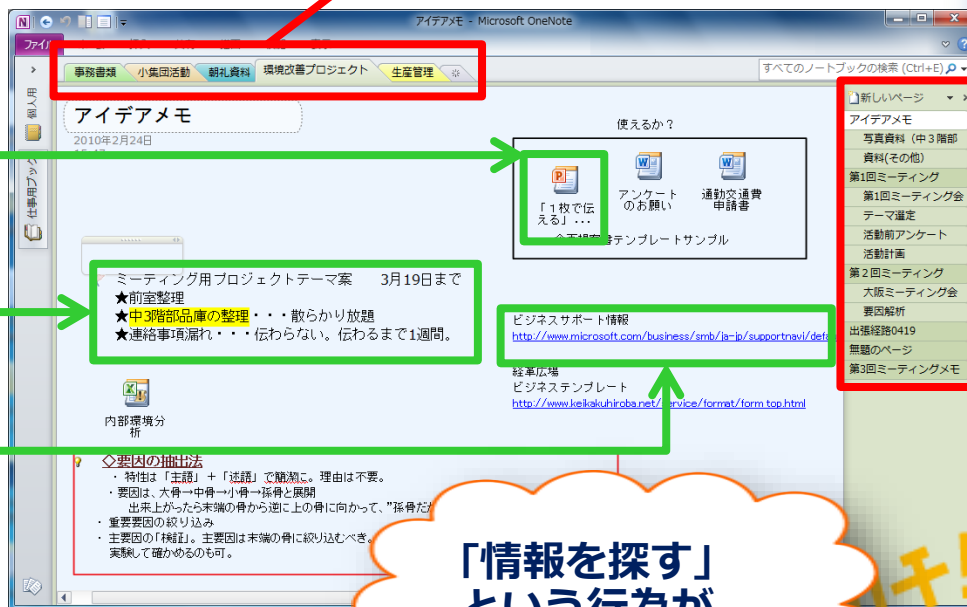 アイデアメモ - Microsoft OneNote
ファイル
事務書類 小集団活動 朝礼資料 環境改善プロジェクト 生産管理
すべてのノートブックの検索 (Ctrl+E)
個人用
仕事用ブック
アイデアメモ
2010年2月24日
使えるか？
「1枚で伝える」...
アンケートのお願い
通勤交通費申請書
テンプレートサンプル
ミーティング用プロジェクトテーマ案 3月19日まで
★前室整理
★中3階部品庫の整理・・・散らかり放題
★連絡事項漏れ・・・伝わらない。伝わるまで1週間。
ビジネスサポート情報
http://www.microsoft.com/business/smb/ja-jp/supportnavi/defa
経革広場
ビジネステンプレート
http://www.keikakuhiroba.net/service/format/form top.html
内部環境分析
◇要因の抽出法
・ 特性は「主語」+「述語」で簡潔に。理由は不要。
・要因は、大骨→中骨→小骨→孫骨と展開
出来上がったら末端の骨から逆に上の骨に向かって、"孫骨だ
・ 重要要因の絞り込み
・ 主要因の「検証」。主要因は末端の骨に絞り込むべき。
実験して確かめるのも可。
新しいページ
アイデアメモ
写真資料（中３階部
資料(その他)
第1回ミーティング
第1回ミーティング会
テーマ選定
活動前アンケート
活動計画
第２回ミーティング
大阪ミーティング会
要因解析
出張経路0419
無題のページ
第3回ミーティングメモ
「情報を探す」
という行為が
チ!